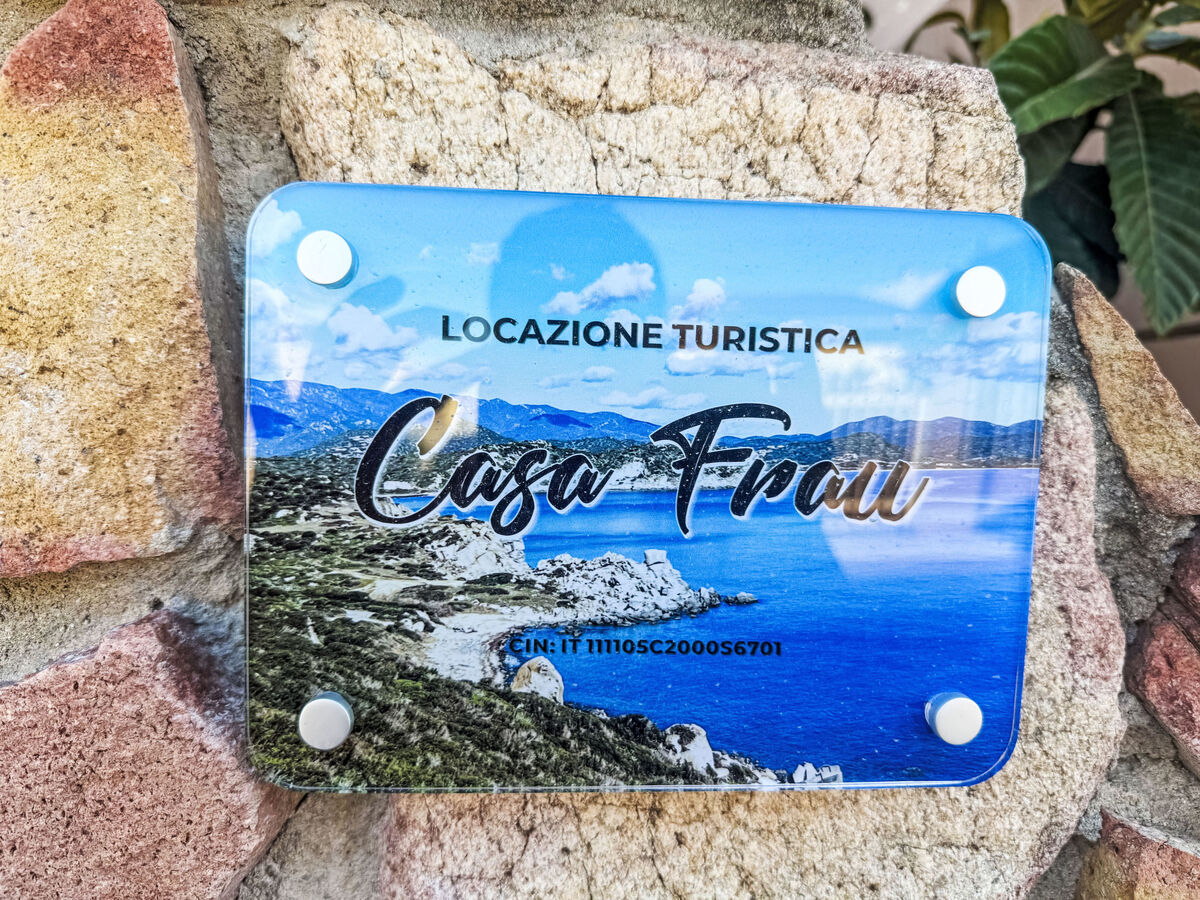 LOCAZIONE TURISTICA
Casa Frau
CIN: IT 111105C2000S6701